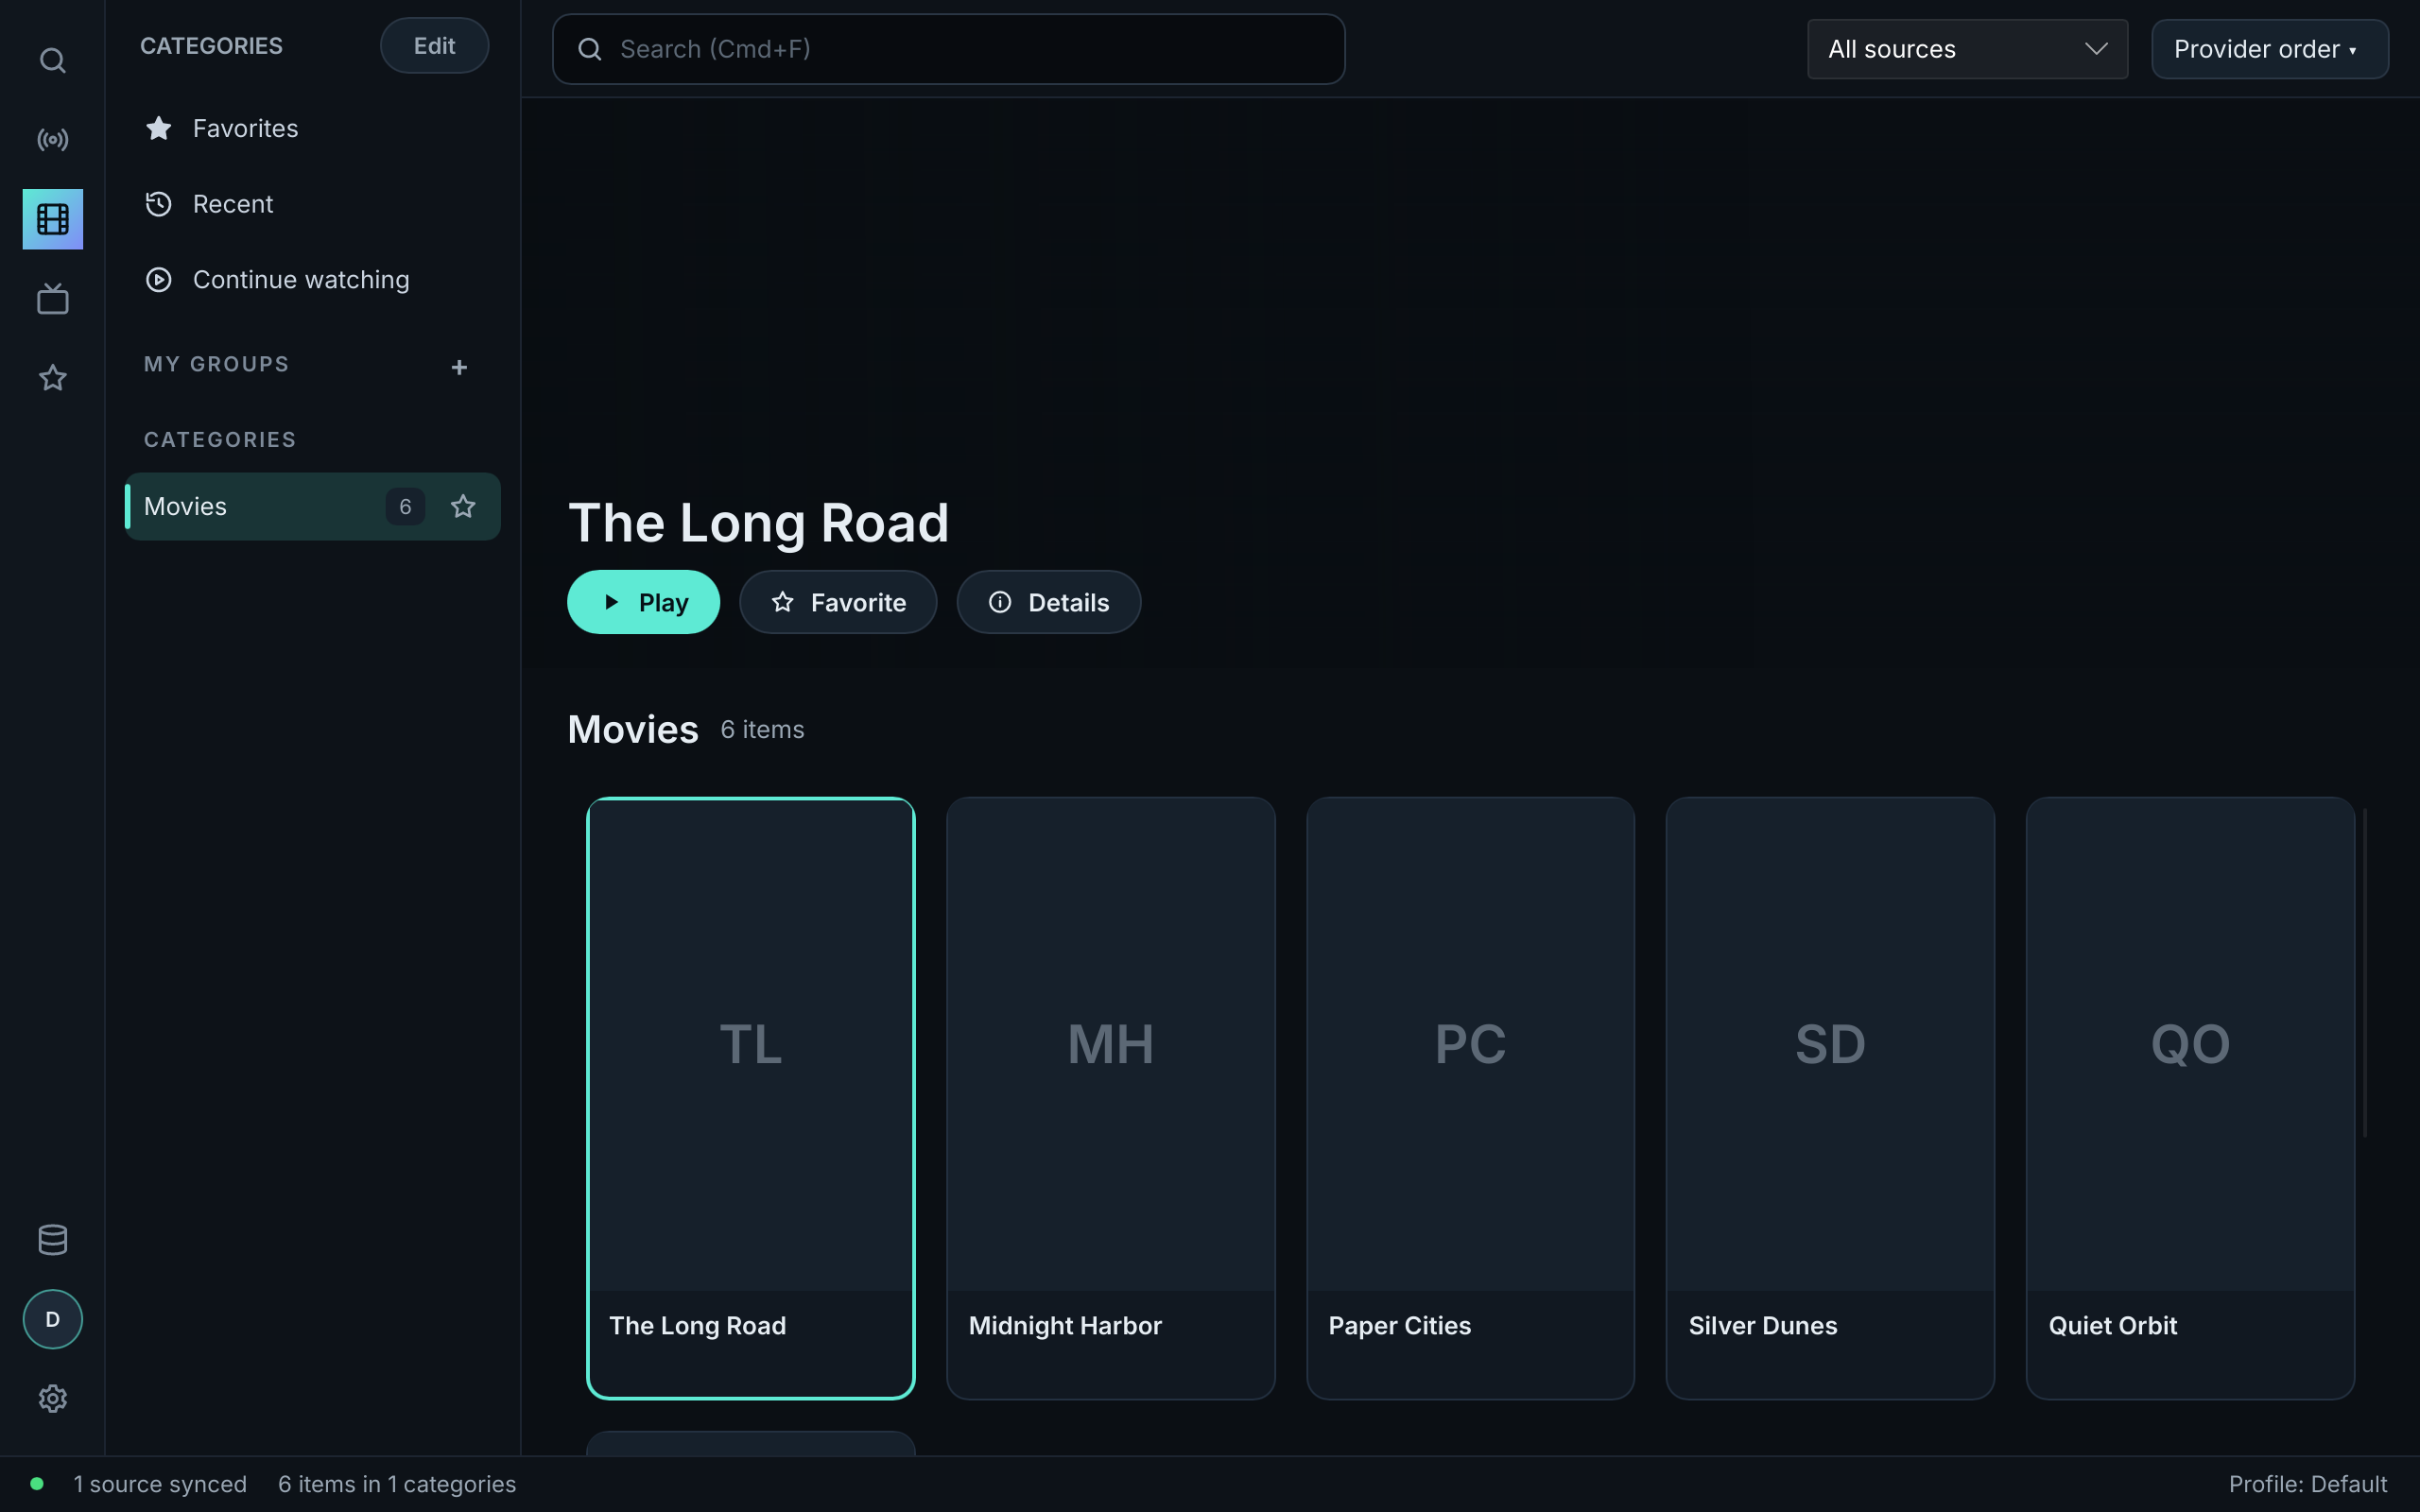 CATEGORIES
Edit
Search (Cmd+F)
All sources
Provider order
Favorites
Recent
Continue watching
MY GROUPS
+
CATEGORIES
Movies 6
The Long Road
Play
Favorite
Details
Movies 6 items
TL
MH
PC
SD
QO
The Long Road
Midnight Harbor
Paper Cities
Silver Dunes
Quiet Orbit
D
1 source synced
6 items in 1 categories
Profile: Default